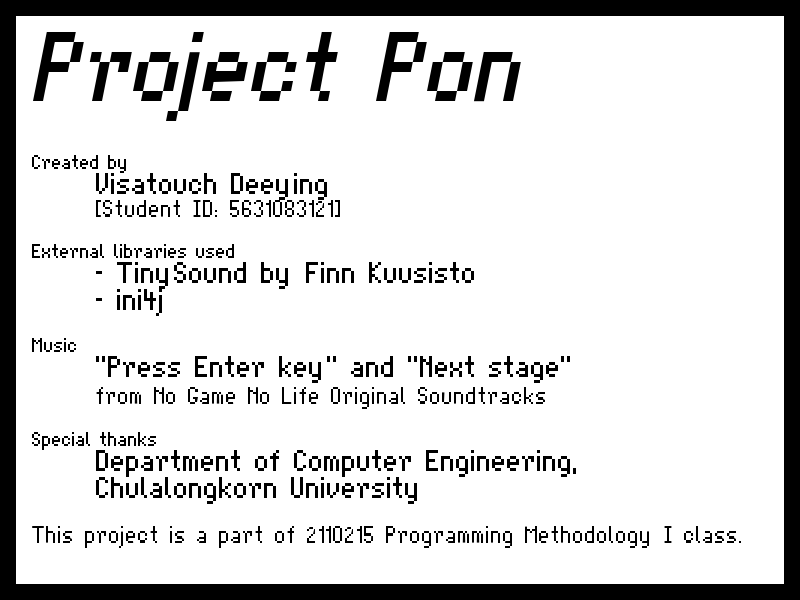 Project Pon
Created by
Visatouch Deeying
[Student ID: 5631083121]
External libraries used
- TinySound by Finn Kuusisto
- ini4j
Music
"Press Enter key" and "Next stage"
from No Game No Life Original Soundtracks
Special thanks
Department of Computer Engineering,
Chulalongkorn University
This project is a part of 2110215 Programming Methodology I class.